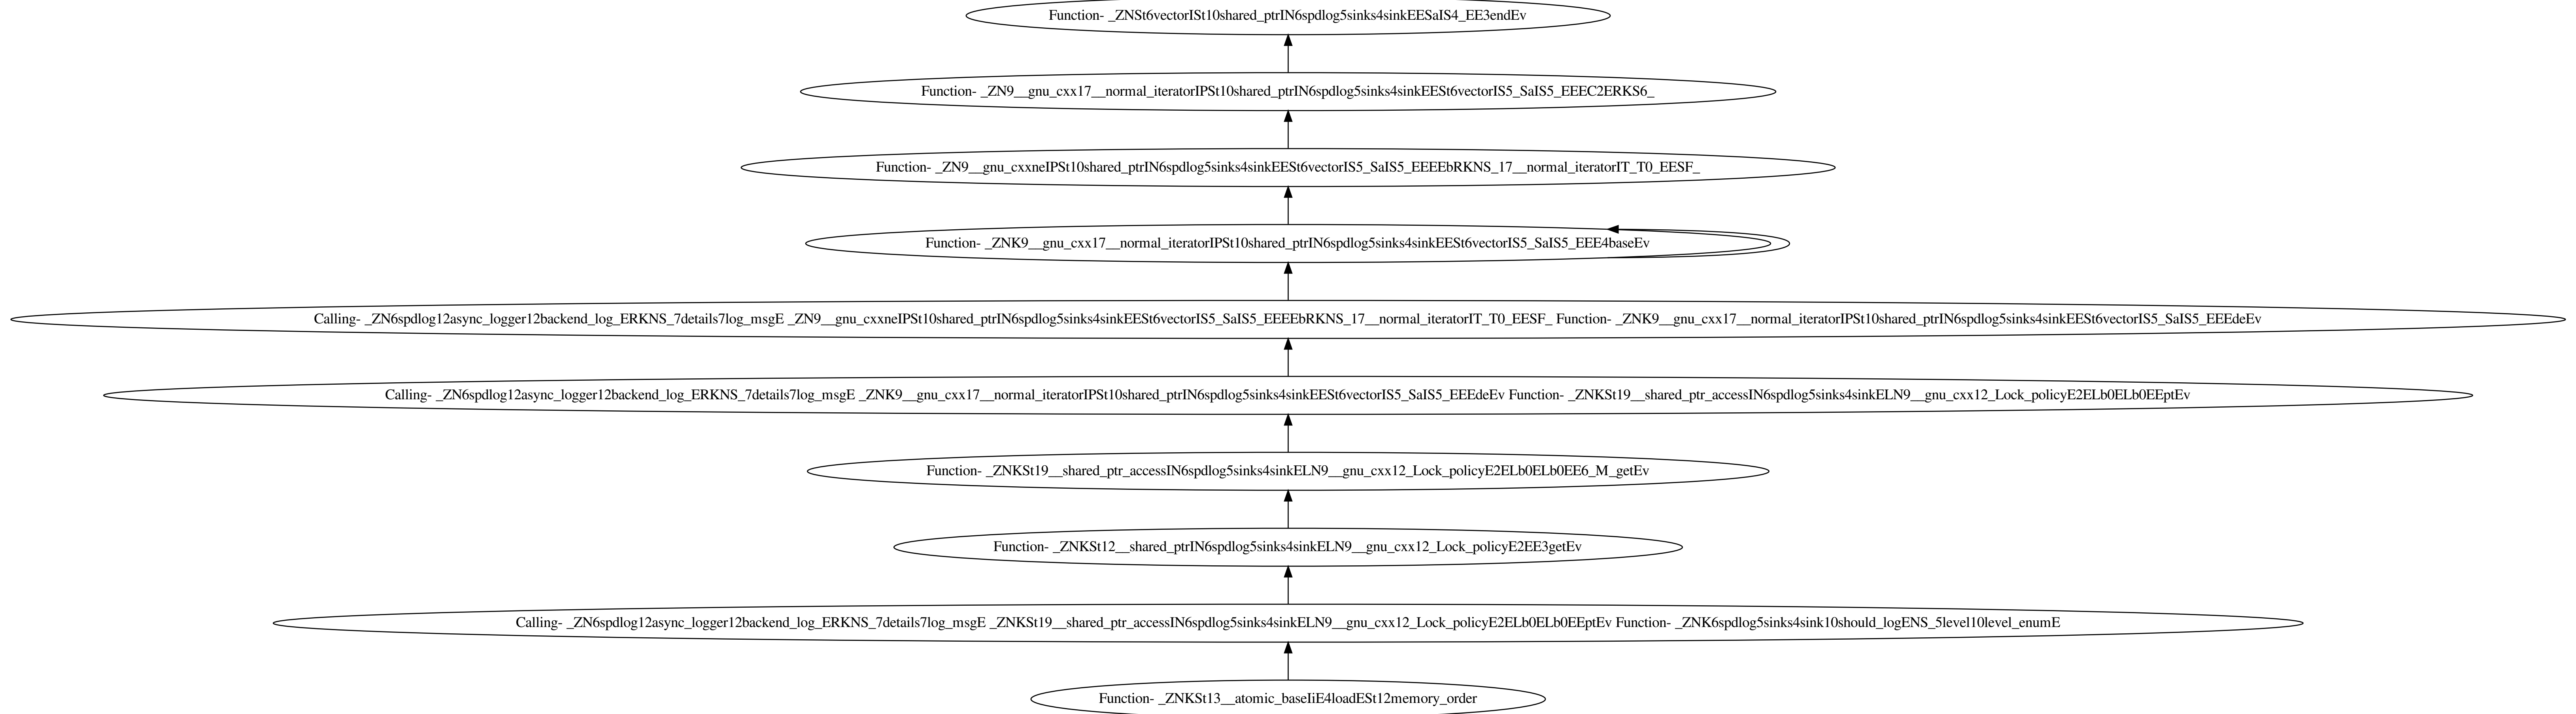 Function- _ZNSt6vectorISt10shared_ptrIN6spdlog5sinks4sinkEESaIS4_EE3endEv
Function- _ZN9__gnu_cxx17__normal_iteratorIPSt10shared_ptrIN6spdlog5sinks4sinkEESt6vectorIS5_SaIS5_EEEC2ERKS6_
Function- _ZN9__gnu_cxxneIPSt10shared_ptrIN6spdlog5sinks4sinkEESt6vectorIS5_SaIS5_EEEEbRKNS_17__normal_iteratorIT_T0_EESF_
Function- _ZNK9__gnu_cxx17__normal_iteratorIPSt10shared_ptrIN6spdlog5sinks4sinkEESt6vectorIS5_SaIS5_EEE4baseEv
Calling- _ZN6spdlog12async_logger12backend_log_ERKNS_7details7log_msgE _ZN9__gnu_cxxneIPSt10shared_ptrIN6spdlog5sinks4sinkEESt6vectorIS5_SaIS5_EEEEbRKNS_17__normal_iteratorIT_T0_EESF_ Function- _ZNK9__gnu_cxx17__normal_iteratorIPSt10shared_ptrIN6spdlog5sinks4sinkEESt6vectorIS5_SaIS5_EEEdeEv
Calling- _ZN6spdlog12async_logger12backend_log_ERKNS_7details7log_msgE _ZNK9__gnu_cxx17__normal_iteratorIPSt10shared_ptrIN6spdlog5sinks4sinkEESt6vectorIS5_SaIS5_EEEdeEv Function- _ZNKSt19__shared_ptr_accessIN6spdlog5sinks4sinkELN9__gnu_cxx12_Lock_policyE2ELb0ELb0EEptEv
Function- _ZNKSt19__shared_ptr_accessIN6spdlog5sinks4sinkELN9__gnu_cxx12_Lock_policyE2ELb0ELb0EE6_M_getEv
Function- _ZNKSt12__shared_ptrIN6spdlog5sinks4sinkELN9__gnu_cxx12_Lock_policyE2EE3getEv
Calling- _ZN6spdlog12async_logger12backend_log_ERKNS_7details7log_msgE _ZNKSt19__shared_ptr_accessIN6spdlog5sinks4sinkELN9__gnu_cxx12_Lock_policyE2ELb0ELb0EEptEv Function- _ZNK6spdlog5sinks4sink10should_logENS_5level10level_enumE
Function- _ZNKSt13__atomic_baseIiE4loadESt12memory_order